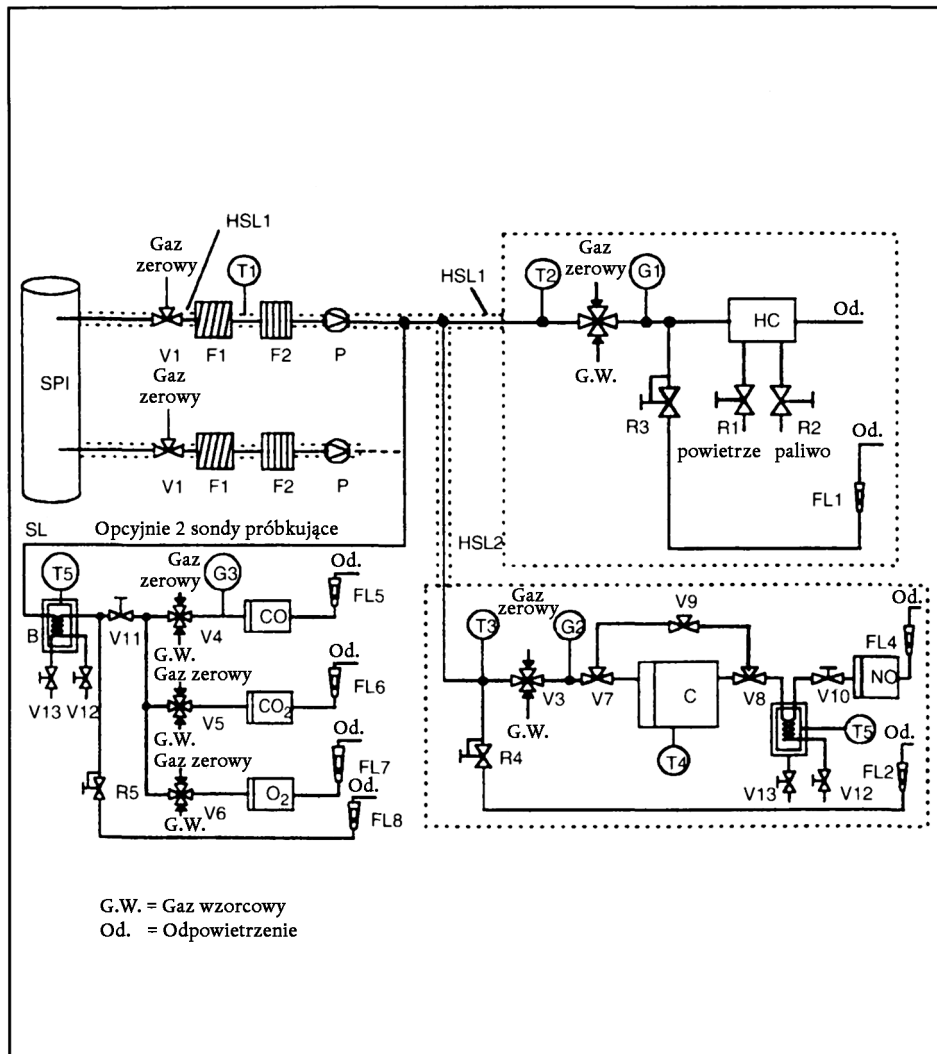 HSL1
Gaz
zerowy
T1
V1
F1
F2
P
SPI
Gaz
zerowy
V1
F1
F2
P
SL
Opcyjnie 2 sondy próbkujące
HSL1
T2
Gaz
zerowy
G1
HC
Od.
G.W.
R3
R1
R2
powietrze
paliwo
Od.
FL1
HSL2
T5
B
V13
V12
V11
Gaz
zerowy
G3
V4
CO
Od.
FL5
G.W.
Gaz zerowy
V5
CO2
Od.
FL6
G.W.
Gaz zerowy
V6
O2
Od.
FL7
G.W.
R5
Od.
FL8
T3
Gaz
zerowy
G2
V9
V3
V7
G.W.
C
V8
T4
R4
V10
NO
Od.
FL4
T5
V13
V12
Od.
FL2
G.W. = Gaz wzorcowy
Od. = Odpowietrzenie